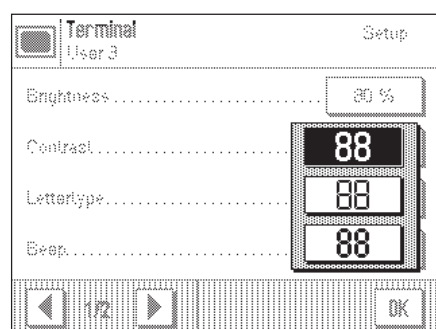 Terminal
Setup
User 3
Brightness
80 %
Contrast
88
Lettertype
88
Beep
88
1/2
OK